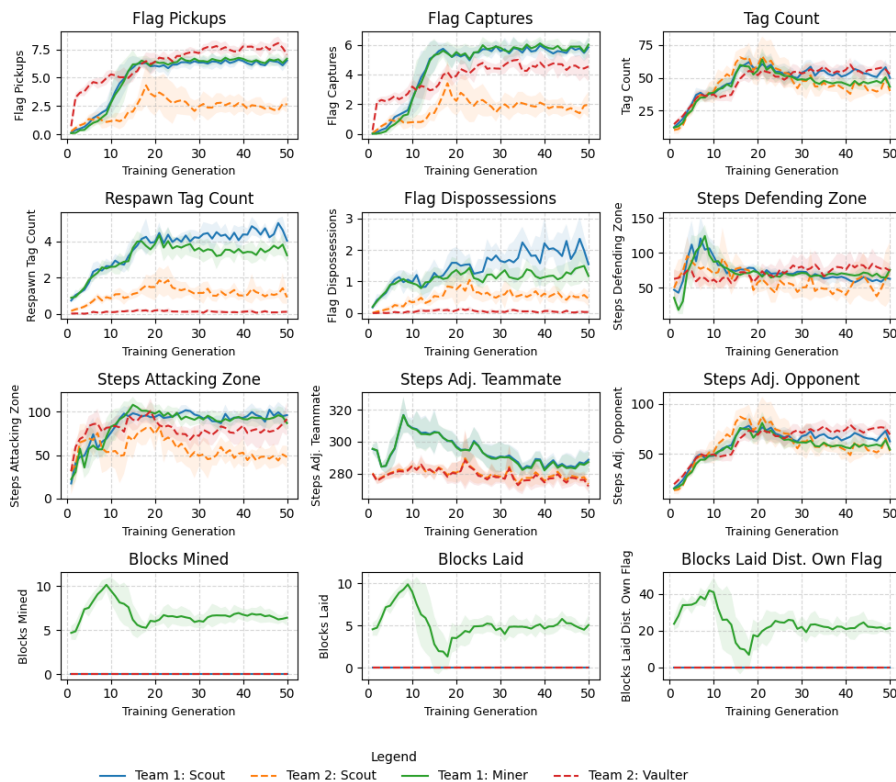 Flag Pickups
Flag Captures
Tag Count
Flag Pickups
7.5
5.0
2.5
0.0
0 10 20 30 40 50
Training Generation
Flag Captures
6
4
2
0
0 10 20 30 40 50
Training Generation
Tag Count
75
50
25
0 10 20 30 40 50
Training Generation
Respawn Tag Count
Flag Dispossessions
Steps Defending Zone
Respawn Tag Count
4
2
0
0 10 20 30 40 50
Training Generation
Flag Dispossessions
3
2
1
0
0 10 20 30 40 50
Training Generation
Steps Defending Zone
150
100
50
0 10 20 30 40 50
Training Generation
Steps Attacking Zone
Steps Adj. Teammate
Steps Adj. Opponent
Steps Attacking Zone
100
50
0
0 10 20 30 40 50
Training Generation
Steps Adj. Teammate
320
300
280
0 10 20 30 40 50
Training Generation
Steps Adj. Opponent
100
50
0
0 10 20 30 40 50
Training Generation
Blocks Mined
Blocks Laid
Blocks Laid Dist. Own Flag
Blocks Mined
10
5
0
0 10 20 30 40 50
Training Generation
Blocks Laid
10
5
0
0 10 20 30 40 50
Training Generation
Blocks Laid Dist. Own Flag
40
20
0
0 10 20 30 40 50
Training Generation
Legend
Team 1: Scout
Team 2: Scout
Team 1: Miner
Team 2: Vaulter